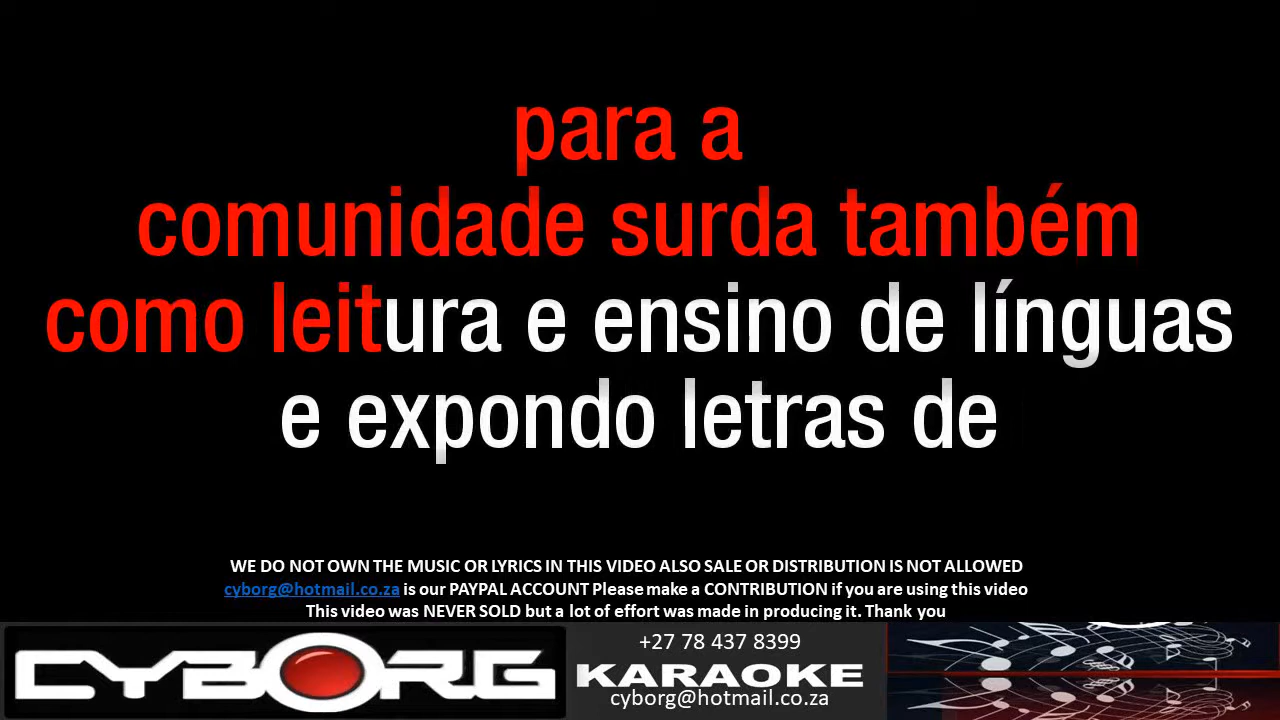 para a
comunidade surda também
como leitura e ensino de línguas
e expondo letras de
WE DO NOT OWN THE MUSIC OR LYRICS IN THIS VIDEO ALSO SALE OR DISTRIBUTION IS NOT ALLOWED
cyborg@hotmail.co.za is our PAYPAL ACCOUNT Please make a CONTRIBUTION if you are using this video
This video was NEVER SOLD but a lot of effort was made in producing it. Thank you
CYBORG
+27 78 437 8399
KARAOKE
cyborg@hotmail.co.za